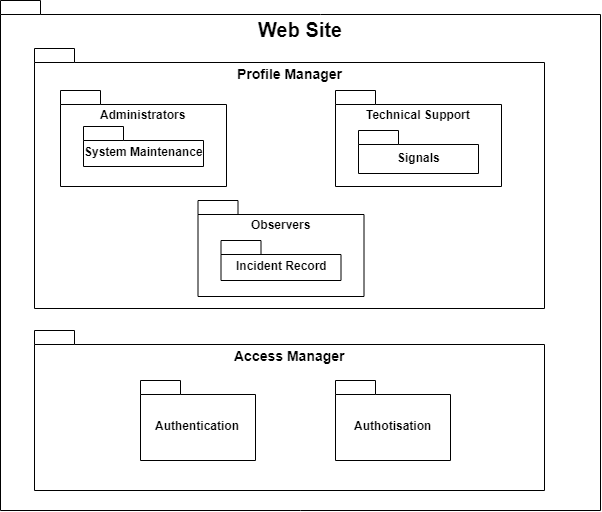 Web Site
Profile Manager
Administrators
System Maintenance
Technical Support
Signals
Observers
Incident Record
Access Manager
Authentication
Authotisation